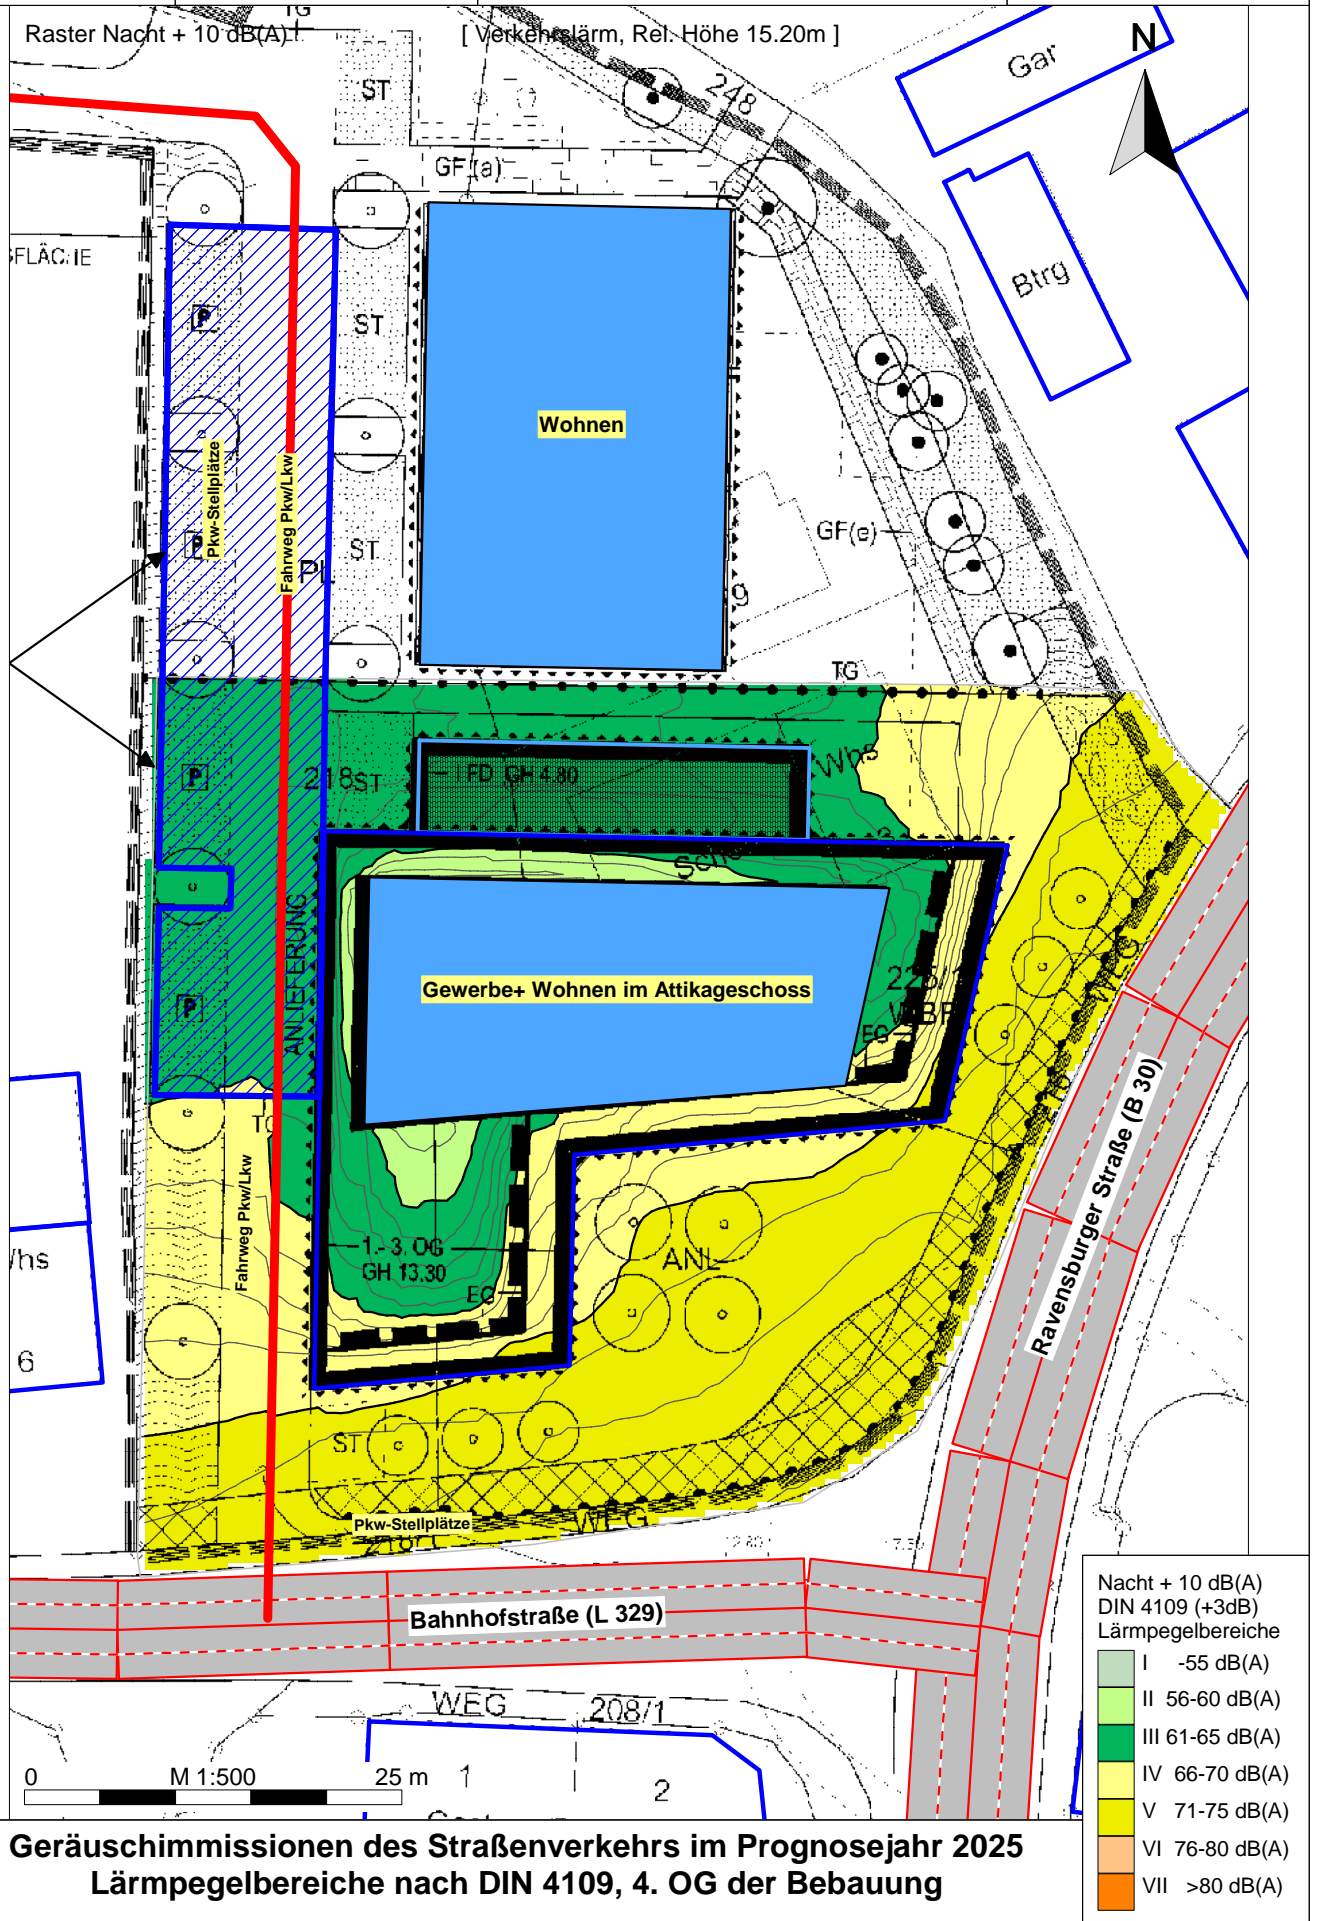 TG
Raster Nacht + 10 dB(A)
[ Verkehrslärm, Rel. Höhe 15.20m ]
N
Gar
248
ST
GF (a)
Btrg
ST
Wohnen
Pkw-Stellplätze
Fahrweg Pkw/Lkw
P
P
ST
GF(e)
9
TG
Whs
218
ST
I FD GH 4.80
P
ANLIEFERUNG
Gewerbe+ Wohnen im Attikageschoss
P
EG
WEG
Ravensburger Straße (B 30)
Fahrweg Pkw/Lkw
1.- 3. OG
GH 13.30
EG
ANL
6
ST
Pkw-Stellplätze
WEG
Bahnhofstraße (L 329)
WEG
208/1
1
2
0
M 1:500
25 m
Nacht + 10 dB(A)
DIN 4109 (+3dB)
Lärmpegelbereiche
I -55 dB(A)
II 56-60 dB(A)
III 61-65 dB(A)
IV 66-70 dB(A)
V 71-75 dB(A)
VI 76-80 dB(A)
VII >80 dB(A)
Geräuschimmissionen des Straßenverkehrs im Prognosejahr 2025
Lärmpegelbereiche nach DIN 4109, 4. OG der Bebauung